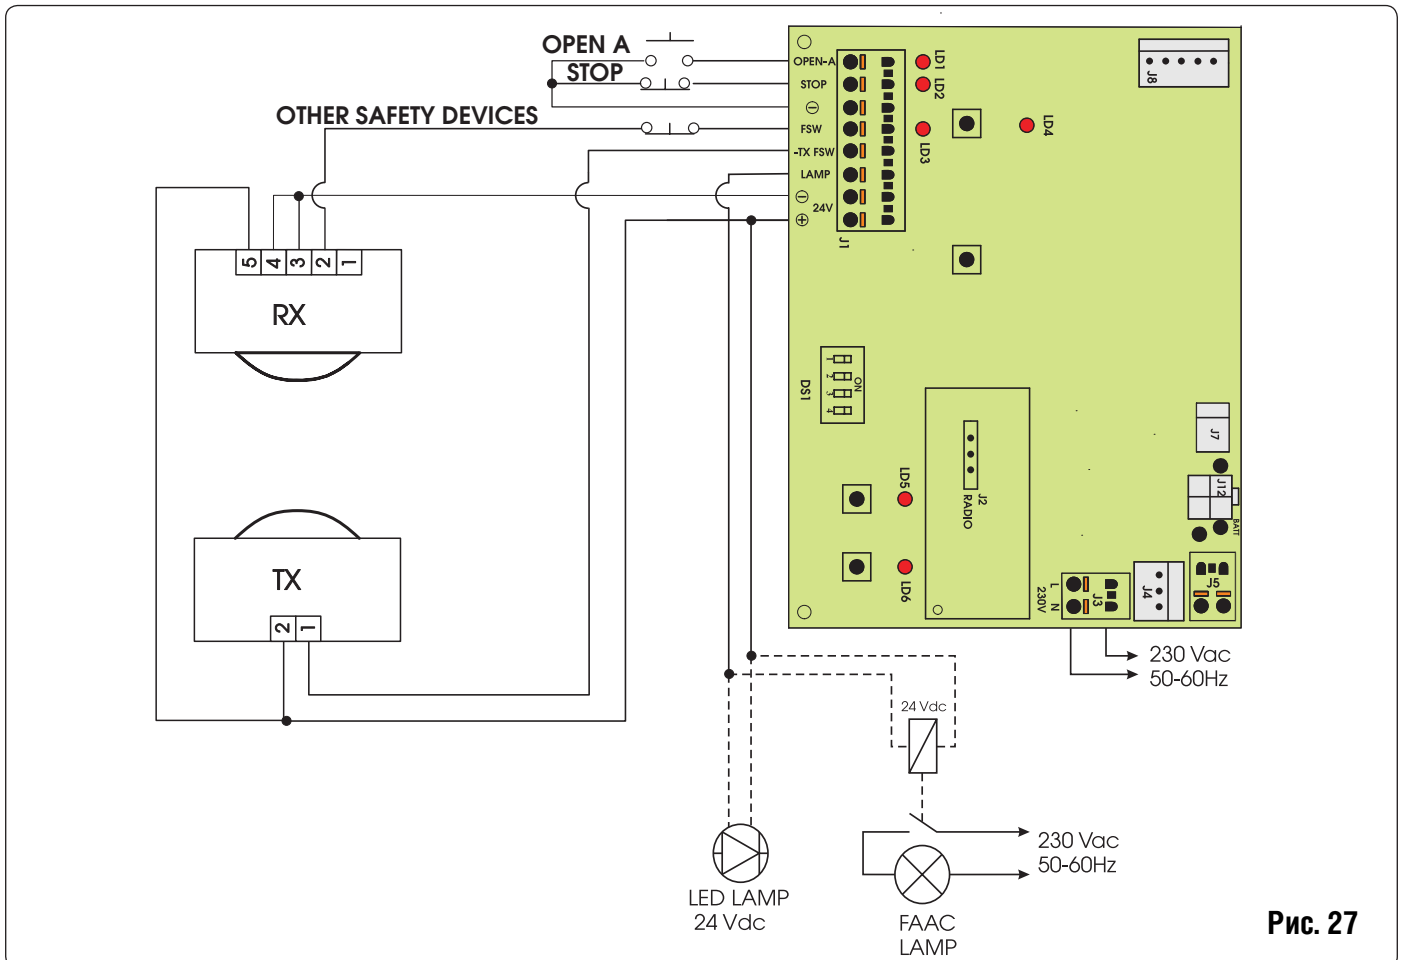 OPEN A
STOP
OTHER SAFETY DEVICES
OPEN-A
STOP
⊖
FSW
-TX FSW
LAMP
⊖
24V
⊕
J1
LD1
LD2
LD3
LD4
J8
5 4 3 2 1
RX
TX
2 1
DS1
1
2
3
4
ON
LD5
LD6
J2
RADIO
J7
J12
BATT
J5
J4
J3
L
N
230V
230 Vac
50-60Hz
24 Vdc
230 Vac
50-60Hz
LED LAMP
24 Vdc
FAAC
LAMP
Рис. 27